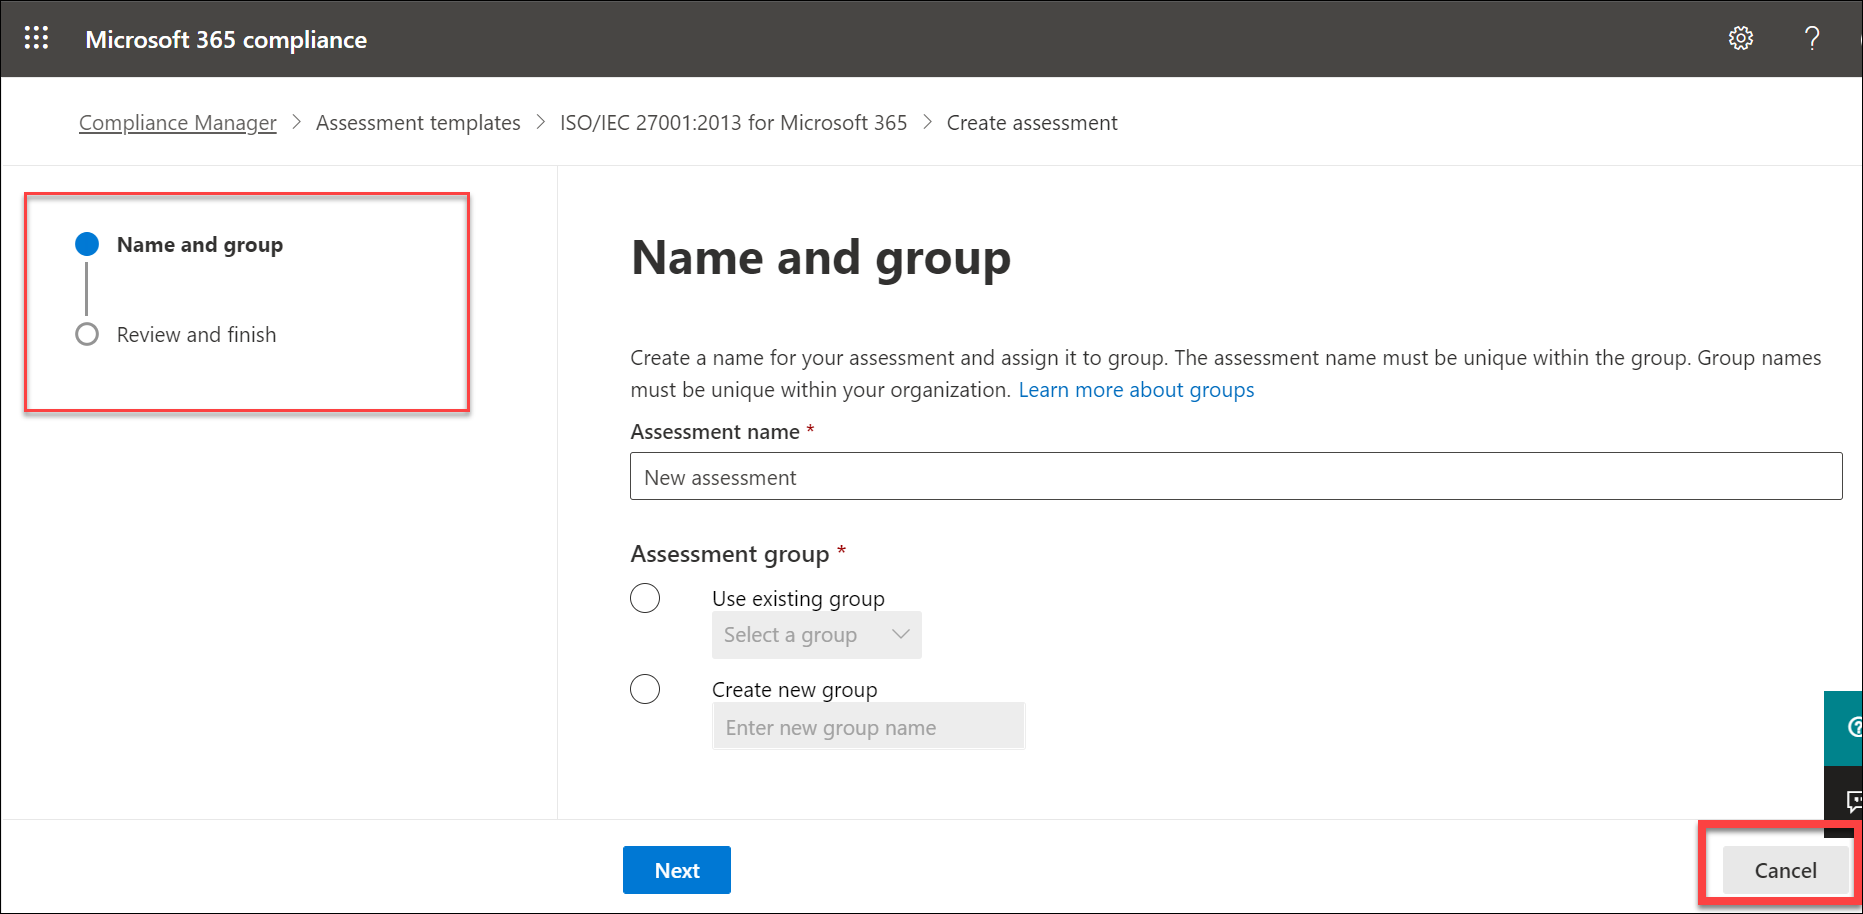 Microsoft 365 compliance
?
Compliance Manager > Assessment templates > ISO/IEC 27001:2013 for Microsoft 365 > Create assessment
Name and group
Review and finish
Name and group
Create a name for your assessment and assign it to group. The assessment name must be unique within the group. Group names
must be unique within your organization. Learn more about groups
Assessment name *
New assessment
Assessment group *
Use existing group
Select a group
Create new group
Enter new group name
Next
Cancel